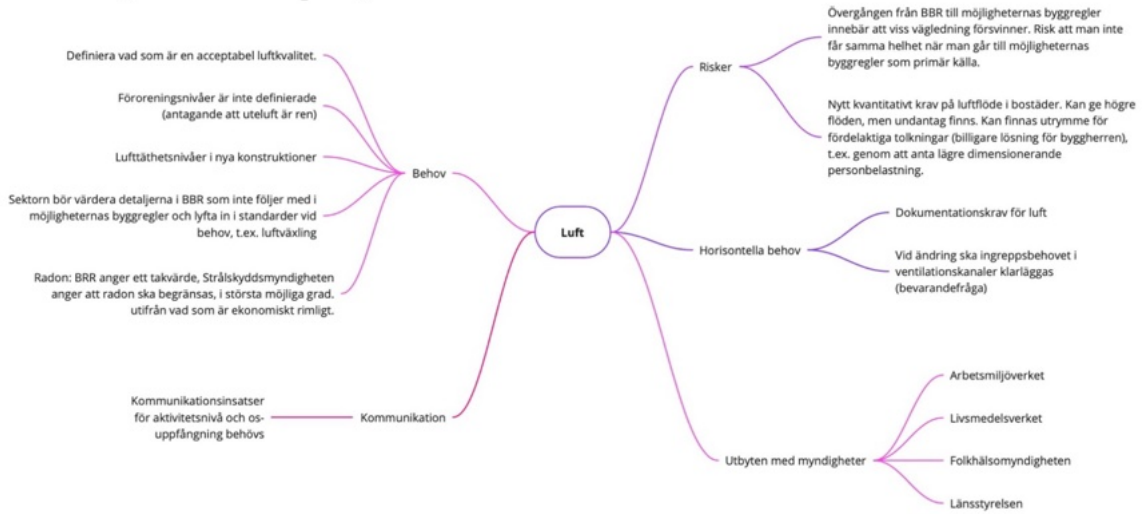 Definiera vad som är en acceptabel luftkvalitet.
Föroreningsnivåer är inte definierade
(antagande att uteluft är ren)
Lufttäthetsnivåer i nya konstruktioner
Sektorn bör värdera detaljerna i BBR som inte följer med i
möjligheternas byggregler och lyfta in i standarder vid
behov, t.ex. luftväxling
Radon: BRR anger ett takvärde, Strålskyddsmyndigheten
anger att radon ska begränsas, i största möjliga grad.
utifrån vad som är ekonomiskt rimligt.
Behov
Kommunikationsinsatser
för aktivitetsnivå och os-
uppfångning behövs
Kommunikation
Luft
Risker
Övergången från BBR till möjligheternas byggregler
innebär att viss vägledning försvinner. Risk att man inte
får samma helhet när man går till möjligheternas
byggregler som primär källa.
Nytt kvantitativt krav på luftflöde i bostäder. Kan ge högre
flöden, men undantag finns. Kan finnas utrymme för
fördelaktiga tolkningar (billigare lösning för byggherren),
t.ex. genom att anta lägre dimensionerande
personbelastning.
Horisontella behov
Dokumentationskrav för luft
Vid ändring ska ingreppsbehovet i
ventilationskanaler klarläggas
(bevarandefråga)
Utbyten med myndigheter
Arbetsmiljöverket
Livsmedelsverket
Folkhälsomyndigheten
Länsstyrelsen